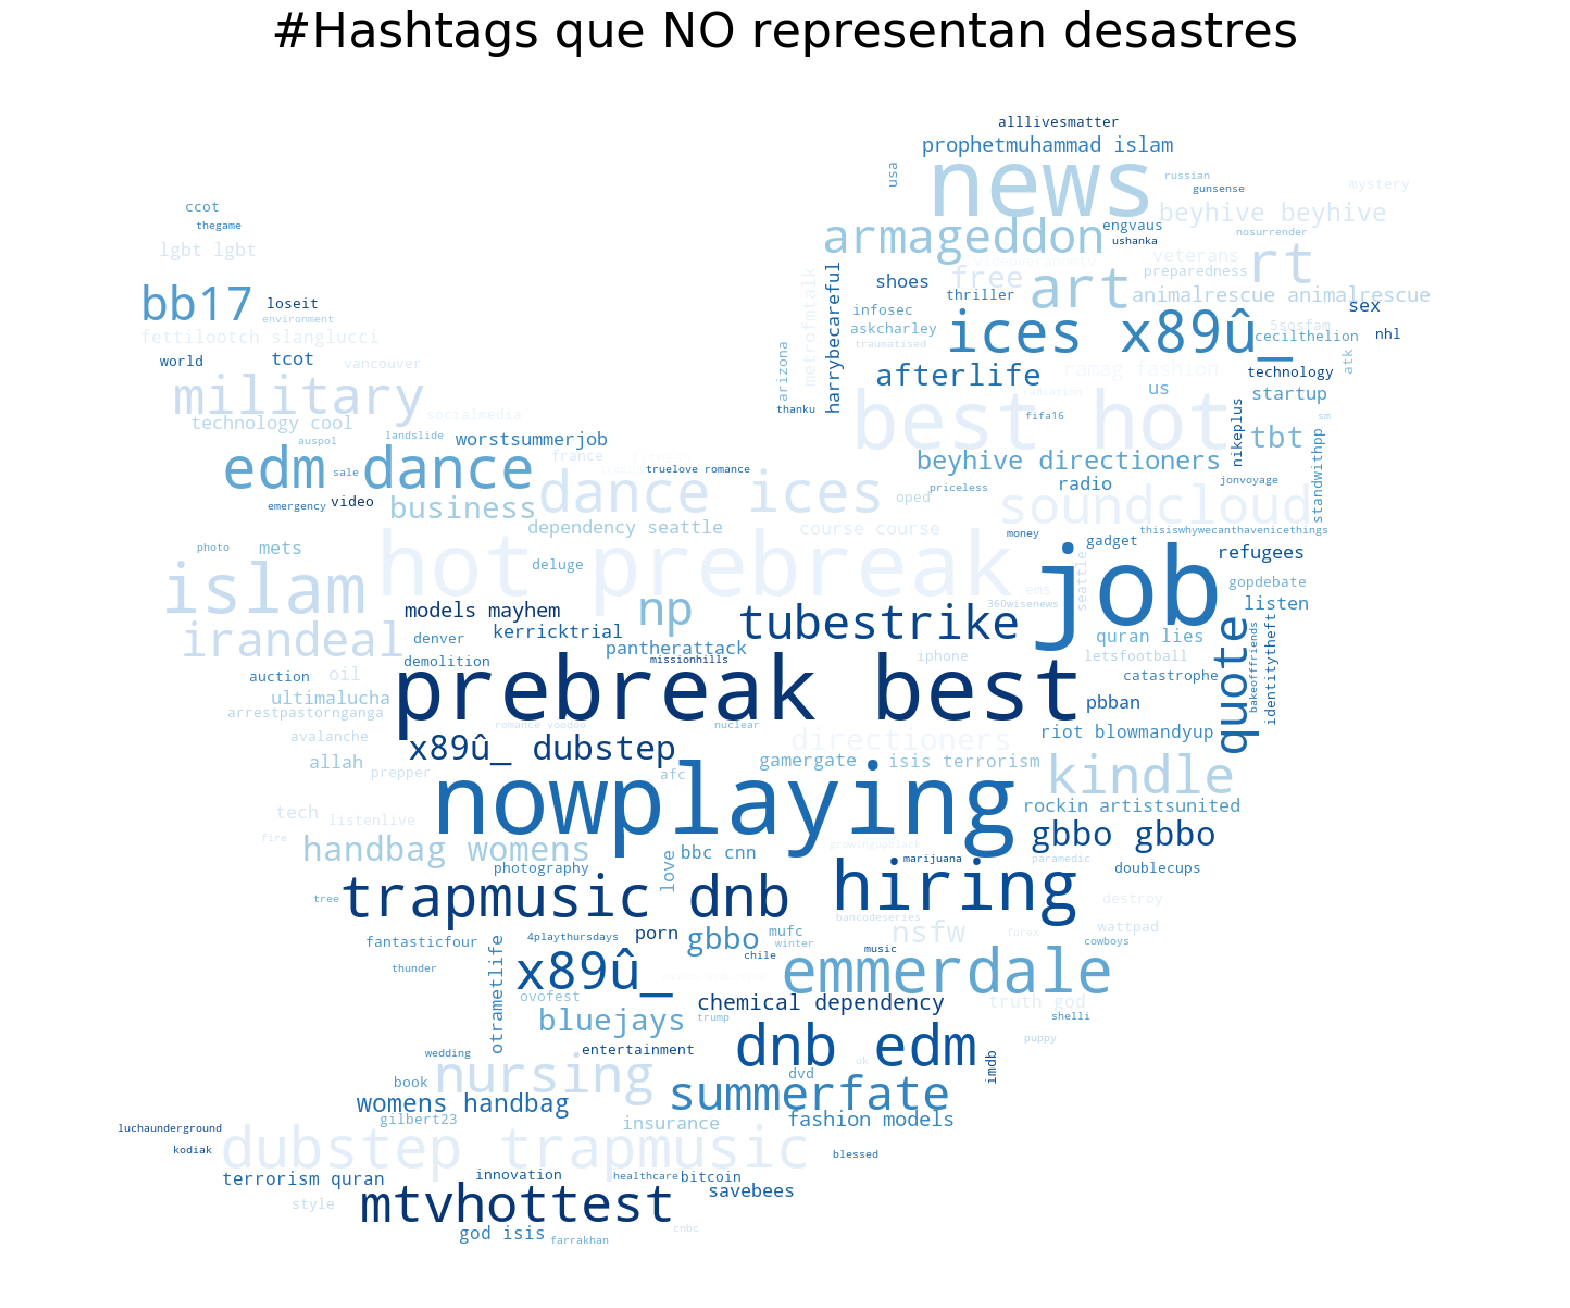 #Hashtags que NO representan desastres
alllivesmatter
prophetmuhammad islam
usa
news
russian
gunsense
mystery
ccot
thegame
beyhive beyhive
armageddon
engvaus
ushanka
nosurrender
lgbt lgbt
videoveranomtv
veterans
rt
preparedness
free
shoes
harrybecareful
metrofmtalk
bb17
loseit
thriller
art
animalrescue animalrescue
sex
environment
infosec
fettilootch slanglucci
askcharley
ices x89û_
5sosfam
cecilthelion
nhl
traumatised
world
tcot
vancouver
arizona
atk
afterlife
ramag fashion
technology
military
us
startup
radiation
socialmedia
thanku
best hot
fifa16
sm
technology cool
auspol
landslide
worstsummerjob
nikeplus
tbt
standwithpp
edm dance
france
fitness
beyhive directioners
sale
trading
truelove romance
jonvoyage
emergency
video
business
dance ices
oped
priceless
radio
soundcloud
dependency seattle
course course
money
thisiswhywecanthavenicethings
photo
mets
deluge
hot prebreak
job
gadget
refugees
seattle
gopdebate
islam
ems
360wisenews
listen
models mayhem
np
tubestrike
irandeal
denver
kerricktrial
quran lies
quote
bakeofffriends
identitytheft
pantherattack
demolition
missionhills
iphone
letsfootball
auction
oil
prebreak best
catastrophe
ultimalucha
pbban
arrestpastornganga
romance voodoo
nuclear
avalanche
x89û_ dubstep
directioners
riot blowmandyup
allah
prepper
afc
gamergate
isis terrorism
kindle
nowplaying
tech
listenlive
rockin artistsunited
fire
handbag womens
growingupblack
gbbo gbbo
love
bbc cnn
marijuana
paramedic
photography
doublecups
tree
trapmusic dnb
hiring
destroy
bancodeseries
4playthursdays
porn
gbbo
mufc
nsfw
forex
wattpad
fantasticfour
winter
music
cowboys
thunder
otrametlife
x89û_
chile
emmerdale
ovofest
chemical dependency
truth god
bluejays
trump
shelli
puppy
wedding
entertainment
dnb edm
imdb
uk
book
nursing
dvd
womens handbag
summerfate
gilbert23
insurance
fashion models
luchaunderground
kodiak
dubstep trapmusic
blessed
terrorism quran
innovation
healthcare
bitcoin
style
mtvhottest
savebees
god isis
cnbc
farrakhan